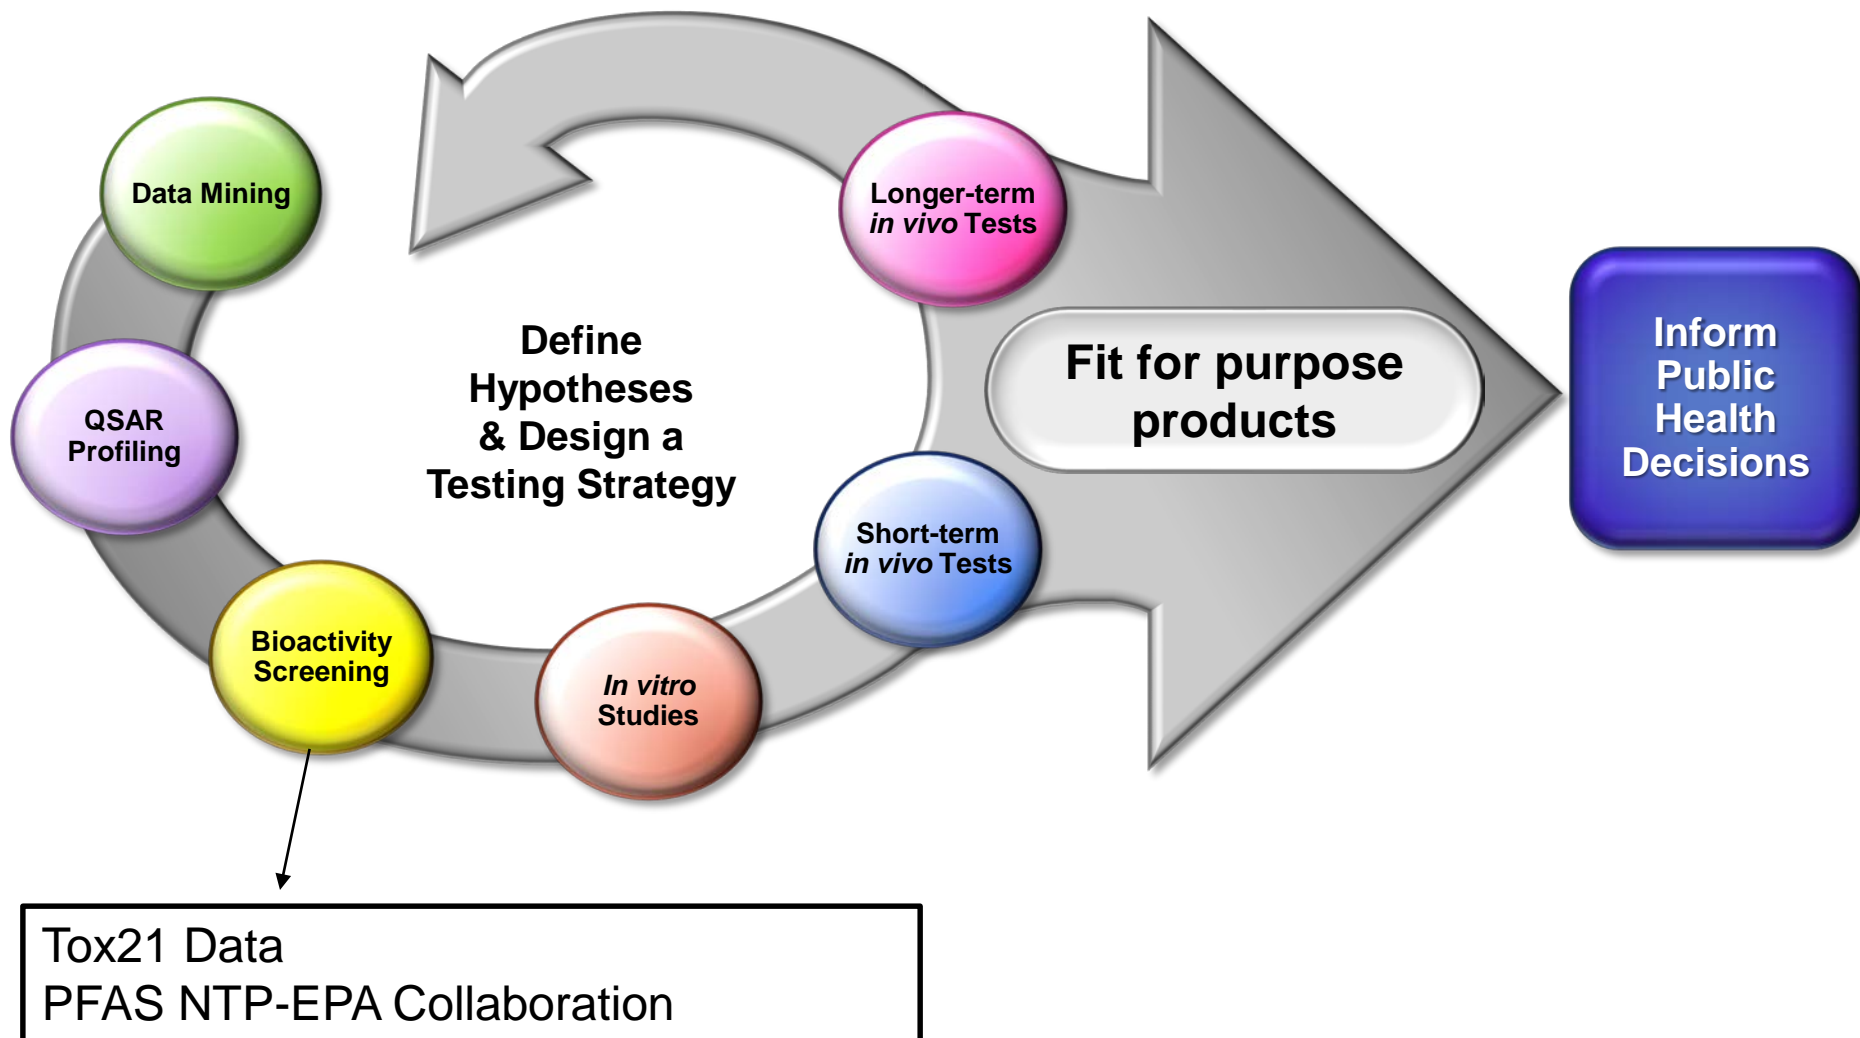 Data Mining
QSAR
Profiling
Bioactivity
Screening
In vitro
Studies
Short-term
in vivo Tests
Longer-term
in vivo Tests
Define
Hypotheses
& Design a
Testing Strategy
Fit for purpose
products
Inform
Public
Health
Decisions
Tox21 Data
PFAS NTP-EPA Collaboration